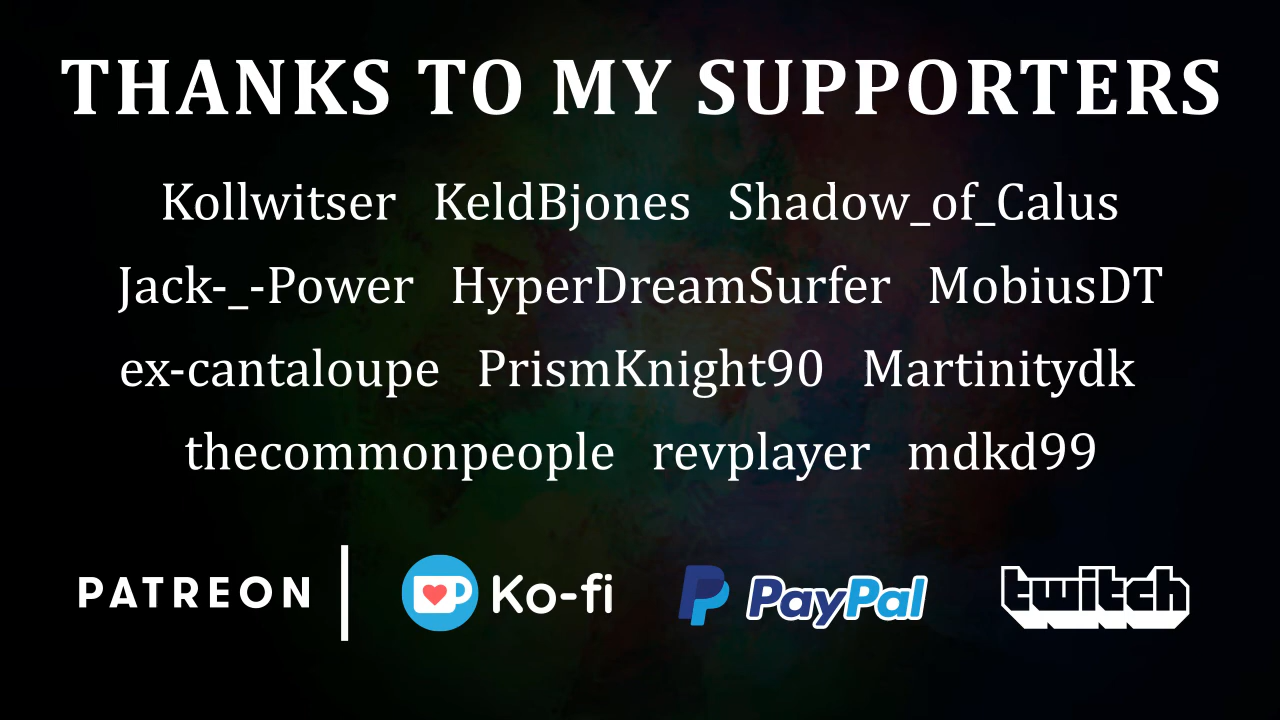 THANKS TO MY SUPPORTERS
Kollwitser KeldBjones Shadow_of_Calus
Jack-_-Power HyperDreamSurfer MobiusDT
ex-cantaloupe PrismKnight90 Martinitydk
thecommonpeople revplayer mdkd99
PATREON Ko-fi PayPal twitch